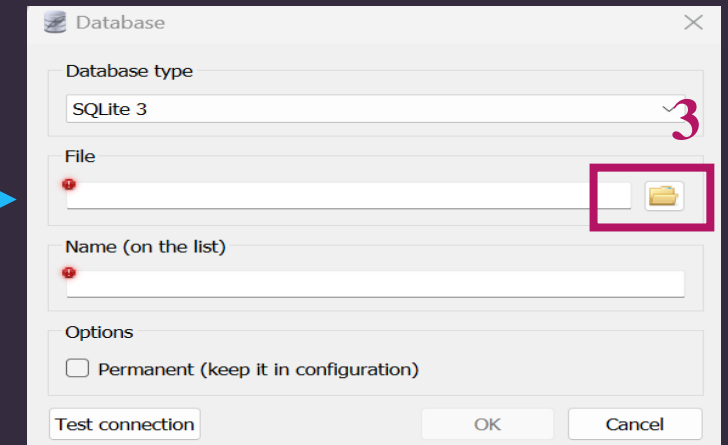 Database
Database type
SQLite 3
3
File
Name (on the list)
Options
Permanent (keep it in configuration)
Test connection OK Cancel